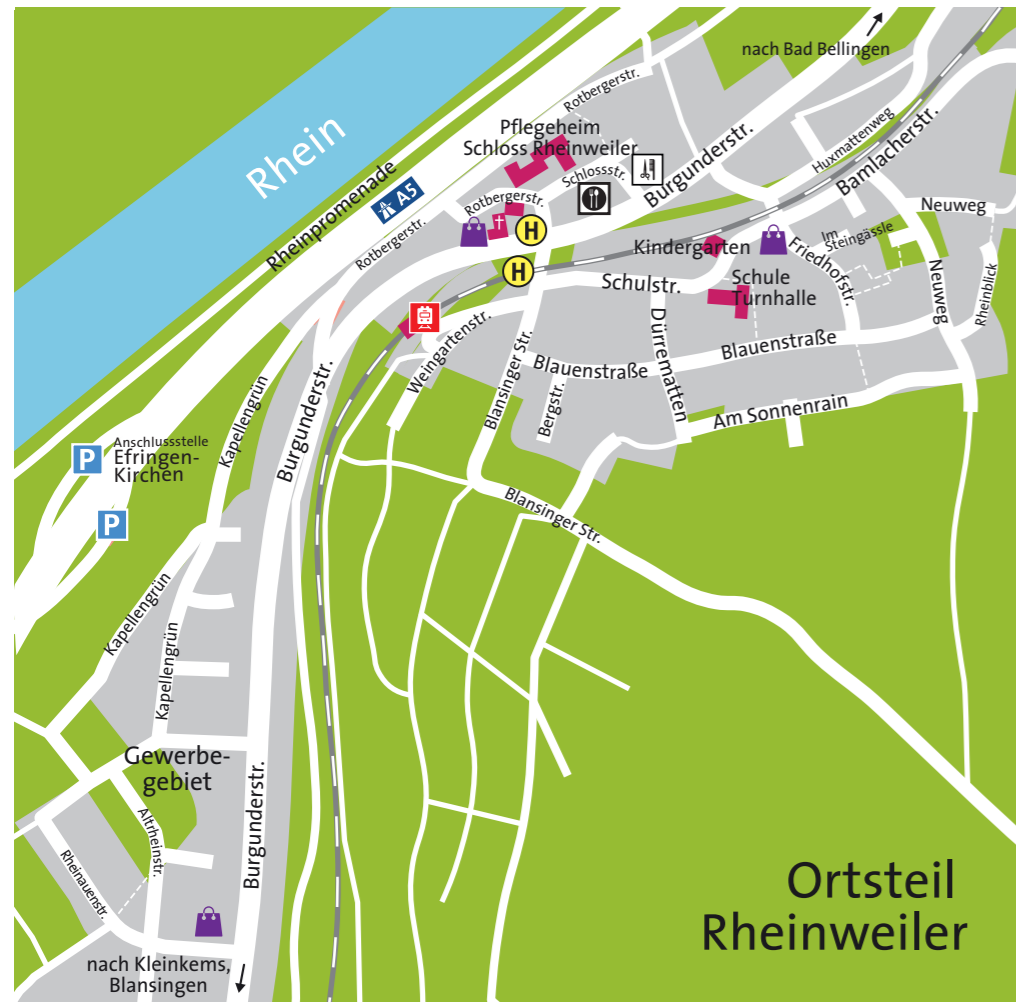 nach Bad Bellingen
Rhein
Rheinpromenade
A5
Rotbergerstr.
Pflegeheim
Schloss Rheinweiler
Schlossstr.
Burgunderstr.
Huxmattenweg
Bamlacherstr.
Rotbergerstr.
Rotbergerstr.
H
H
Kindergarten
Neuweg
Im
Steingässle
Friedhofstr.
Neuweg
Rheinblick
Schulstr.
Schule
Turnhalle
Weingartenstr.
Blansinger Str.
Dürrematten
Blauenstraße
Blauenstraße
Bergstr.
Am Sonnenrain
Kapellengrün
Burgunderstr.
P
Anschlussstelle
Efringen-
Kirchen
P
Blansinger Str.
Kapellengrün
Kapellengrün
Gewerbe-
gebiet
Altrheinstr.
Burgunderstr.
Rheinauenstr.
nach Kleinkems,
Blansingen
Ortsteil
Rheinweiler